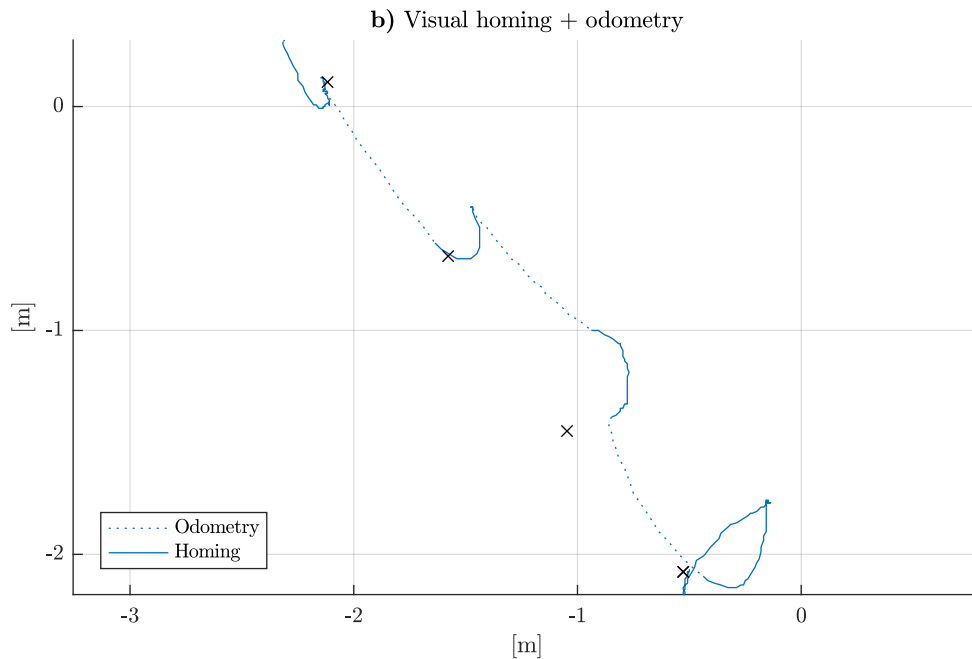 b) Visual homing + odometry
0
-1
-2
[m]
Odometry
Homing
-3
-2
-1
0
[m]